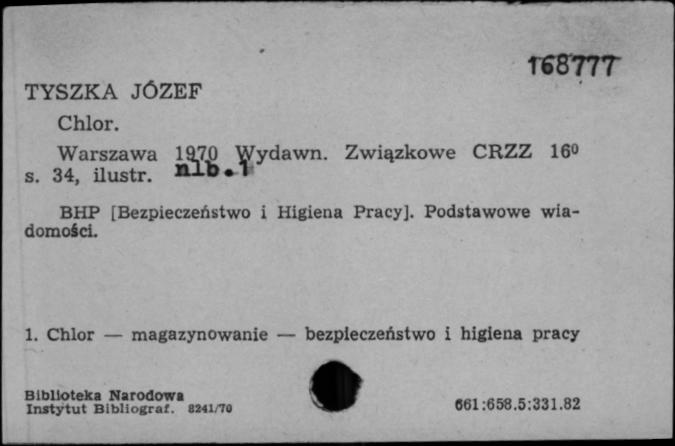 168777
TYSZKA JÓZEF
Chlor.
Warszawa 1970 Wydawn. Związkowe CRZZ 16⁰
s. 34, ilustr. nlb. 1
BHP [Bezpieczeństwo i Higiena Pracy]. Podstawowe wia-
domości.
1. Chlor — magazynowanie — bezpieczeństwo i higiena pracy
Biblioteka Narodowa
Instytut Bibliograf. 8241/70
661:658.5:331.82